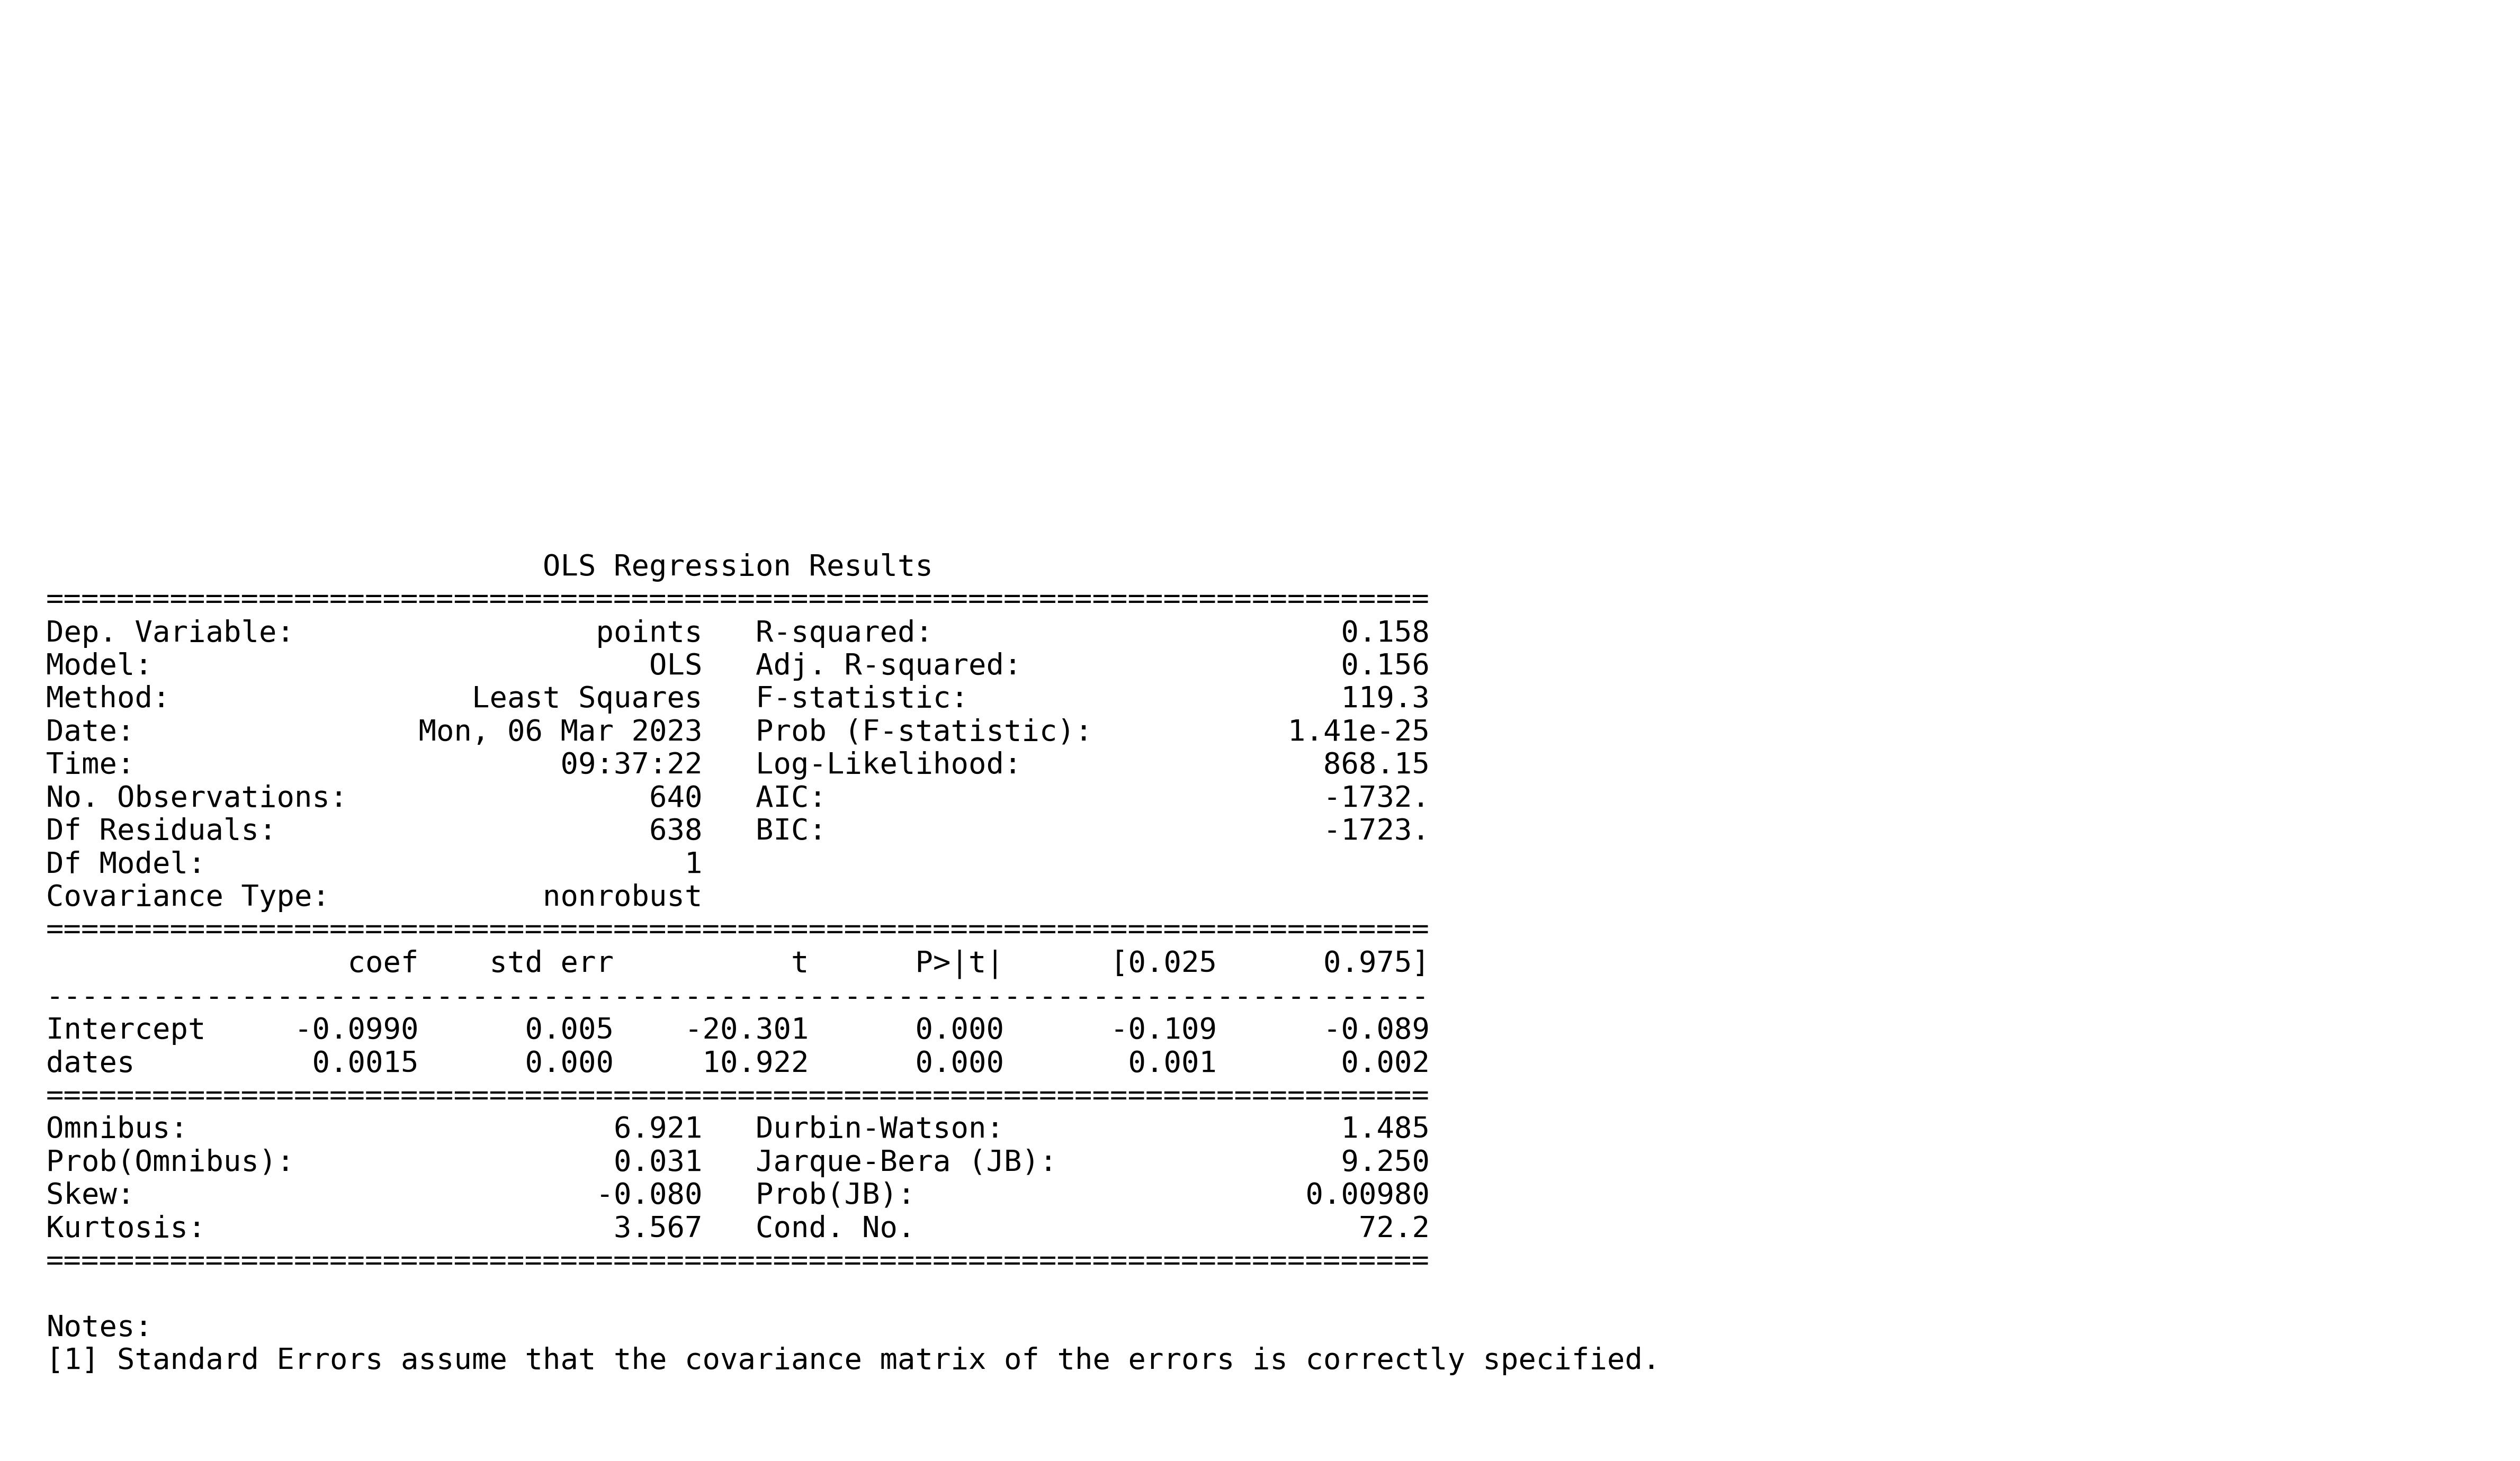 OLS Regression Results                            
==============================================================================
Dep. Variable:                 points   R-squared:                       0.158
Model:                            OLS   Adj. R-squared:                  0.156
Method:                 Least Squares   F-statistic:                     119.3
Date:                Mon, 06 Mar 2023   Prob (F-statistic):           1.41e-25
Time:                        09:37:22   Log-Likelihood:                 868.15
No. Observations:                 640   AIC:                            -1732.
Df Residuals:                     638   BIC:                            -1723.
Df Model:                           1
Covariance Type:            nonrobust
==============================================================================
                 coef    std err          t      P>|t|      [0.025      0.975]
------------------------------------------------------------------------------
Intercept     -0.0990      0.005    -20.301      0.000      -0.109      -0.089
dates          0.0015      0.000     10.922      0.000       0.001       0.002
==============================================================================
Omnibus:                        6.921   Durbin-Watson:                   1.485
Prob(Omnibus):                  0.031   Jarque-Bera (JB):                9.250
Skew:                          -0.080   Prob(JB):                      0.00980
Kurtosis:                       3.567   Cond. No.                         72.2
==============================================================================

Notes:
[1] Standard Errors assume that the covariance matrix of the errors is correctly specified.